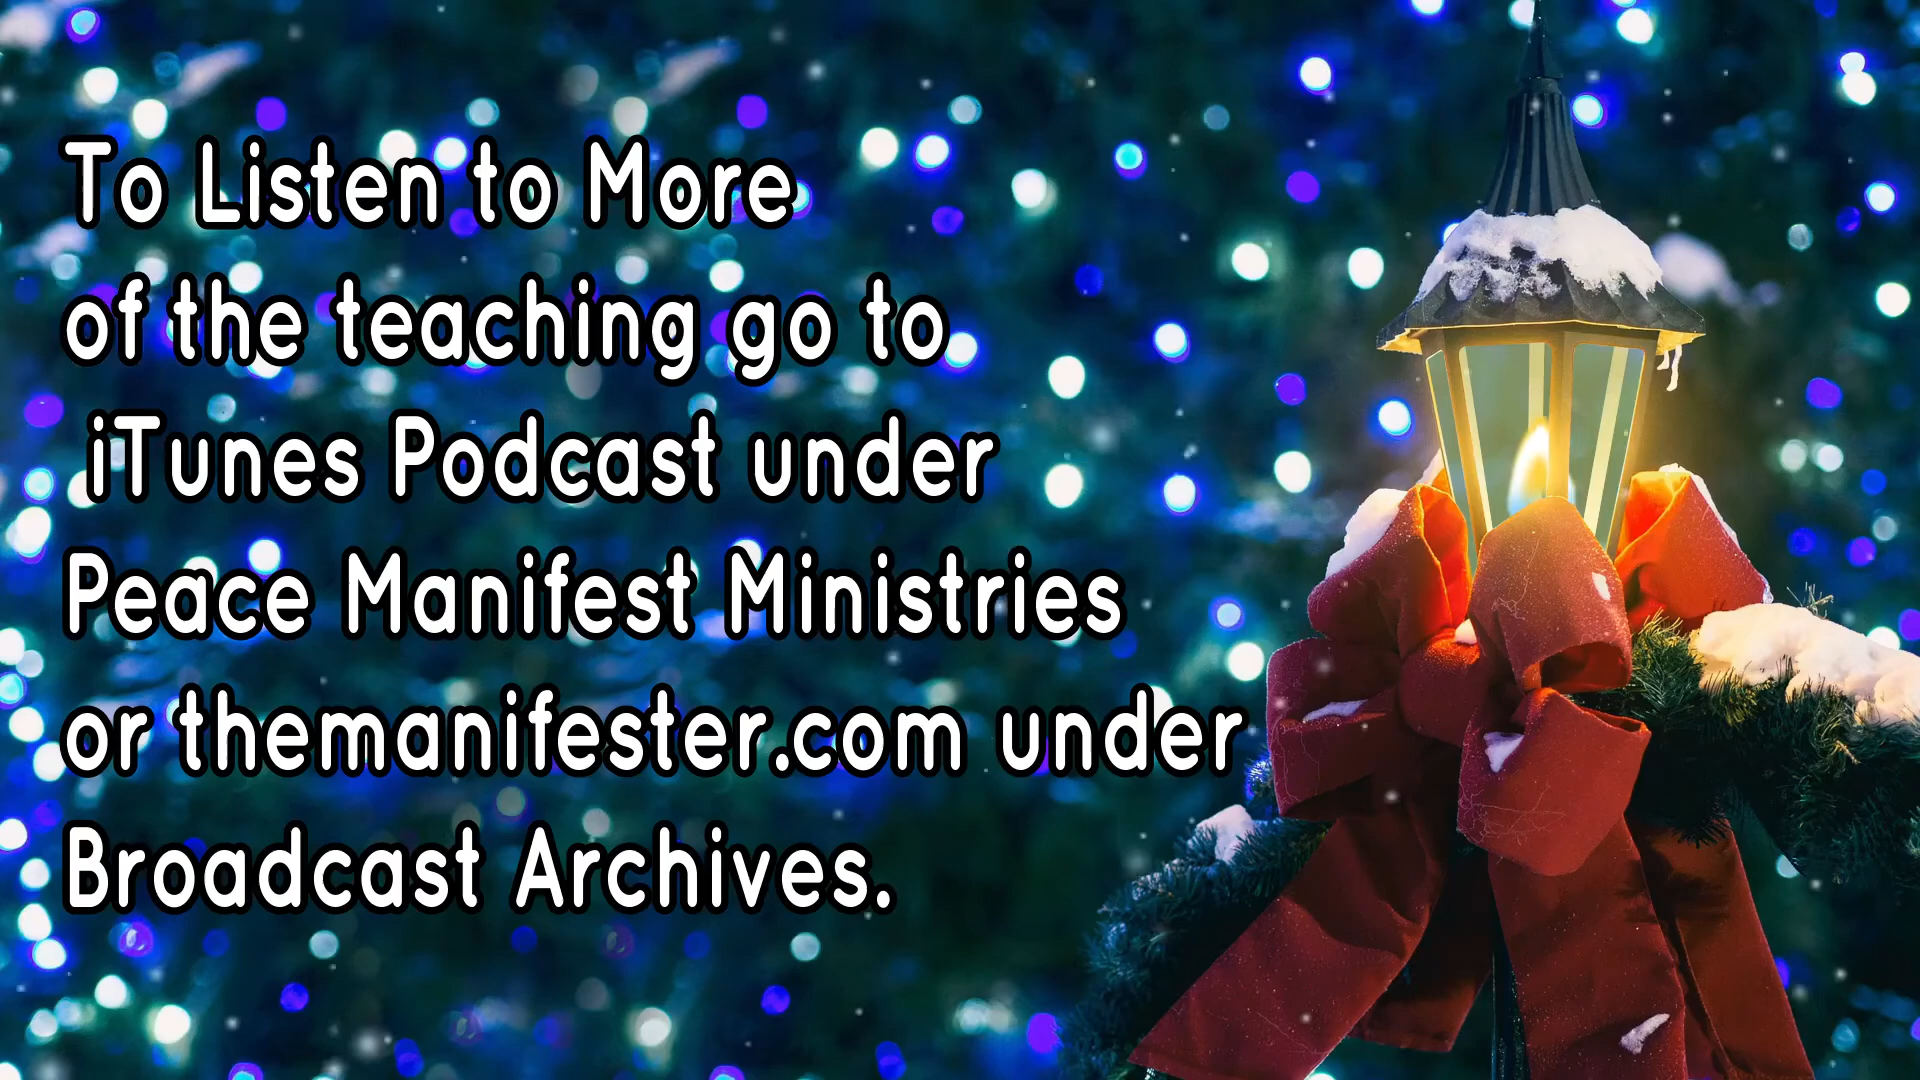 To Listen to More
of the teaching go to
iTunes Podcast under
Peace Manifest Ministries
or themanifester.com under
Broadcast Archives.